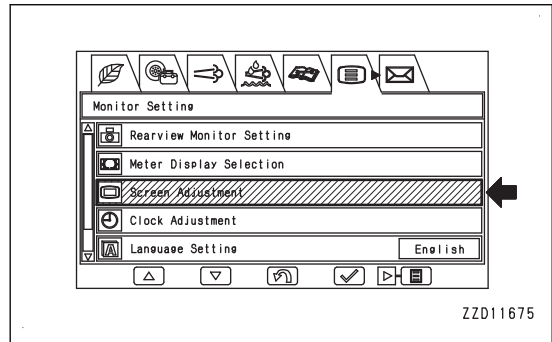 Monitor Setting
Rearview Monitor Setting
Meter Display Selection
Screen Adjustment
Clock Adjustment
Language Setting English
ZZD11675